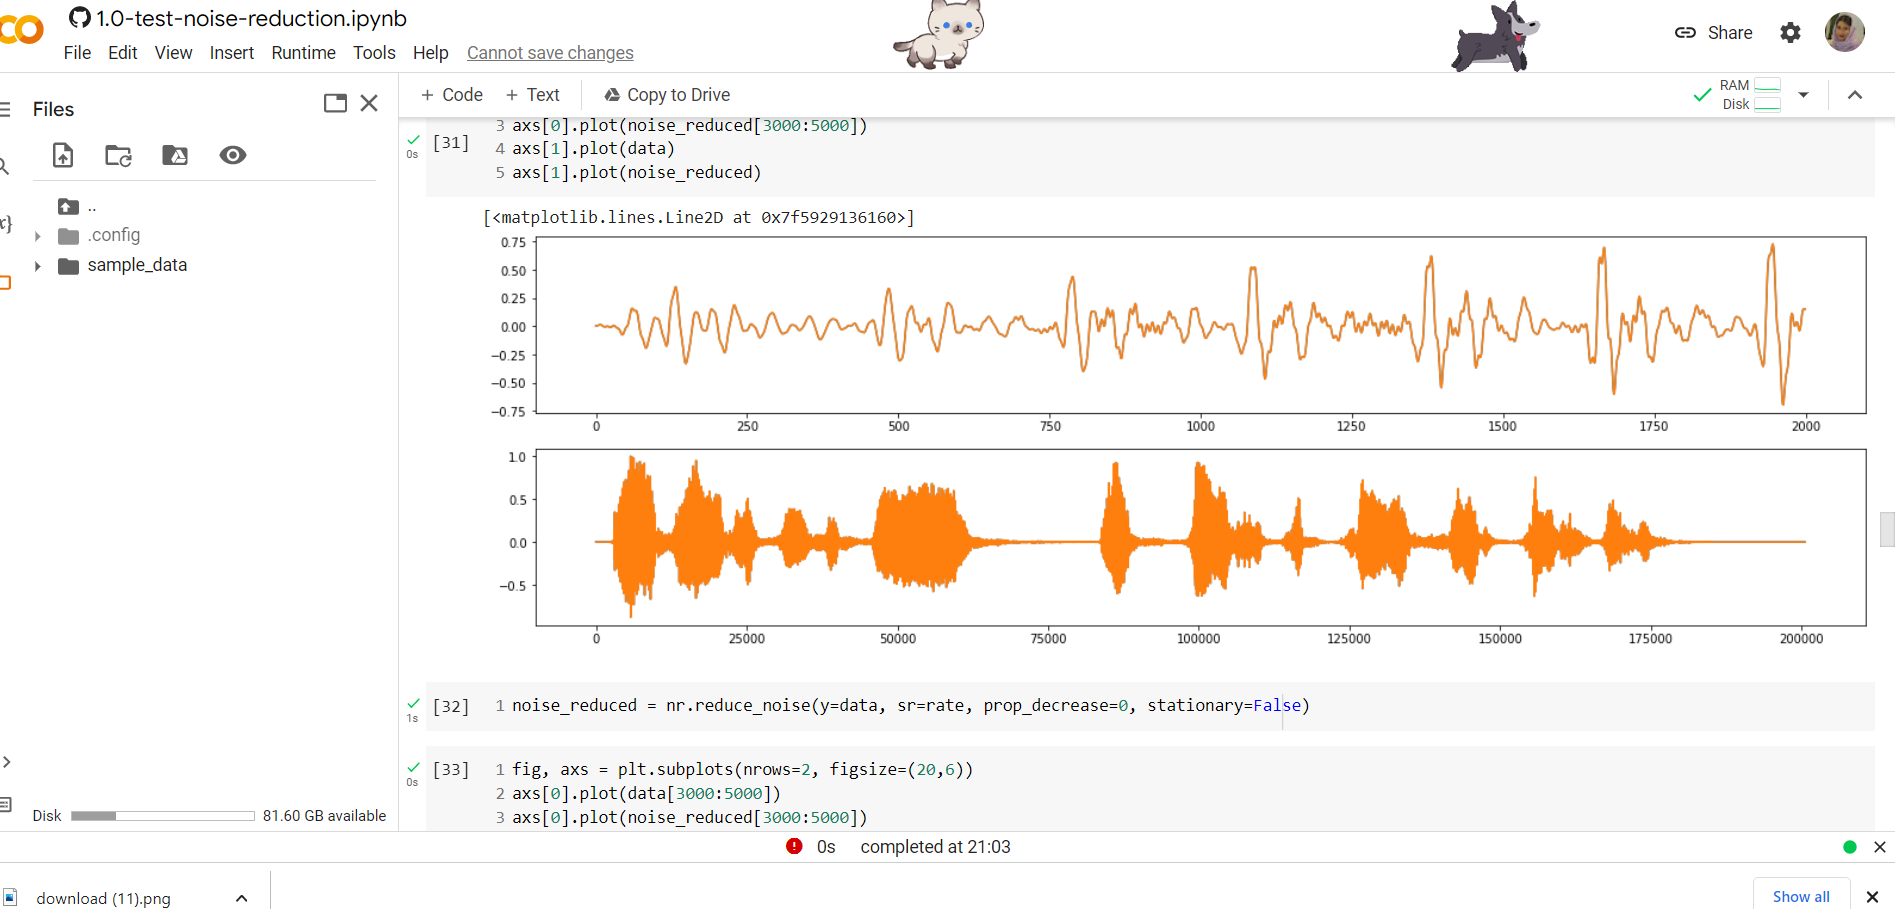 1.0-test-noise-reduction.ipynb
File Edit View Insert Runtime Tools Help Cannot save changes
Share
Files
+ Code + Text Copy to Drive
RAM
Disk
..
.config
sample_data
[31]
0s
3 axs[0].plot(noise_reduced[3000:5000])
4 axs[1].plot(data)
5 axs[1].plot(noise_reduced)
[<matplotlib.lines.Line2D at 0x7f5929136160>]
0.75
0.50
0.25
0.00
−0.25
−0.50
−0.75
0 250 500 750 1000 1250 1500 1750 2000
1.0
0.5
0.0
−0.5
0 25000 50000 75000 100000 125000 150000 175000 200000
[32] 1 noise_reduced = nr.reduce_noise(y=data, sr=rate, prop_decrease=0, stationary=False)
1s
[33] 1 fig, axs = plt.subplots(nrows=2, figsize=(20,6))
0s
2 axs[0].plot(data[3000:5000])
3 axs[0].plot(noise_reduced[3000:5000])
Disk 81.60 GB available
0s completed at 21:03
download (11).png
Show all